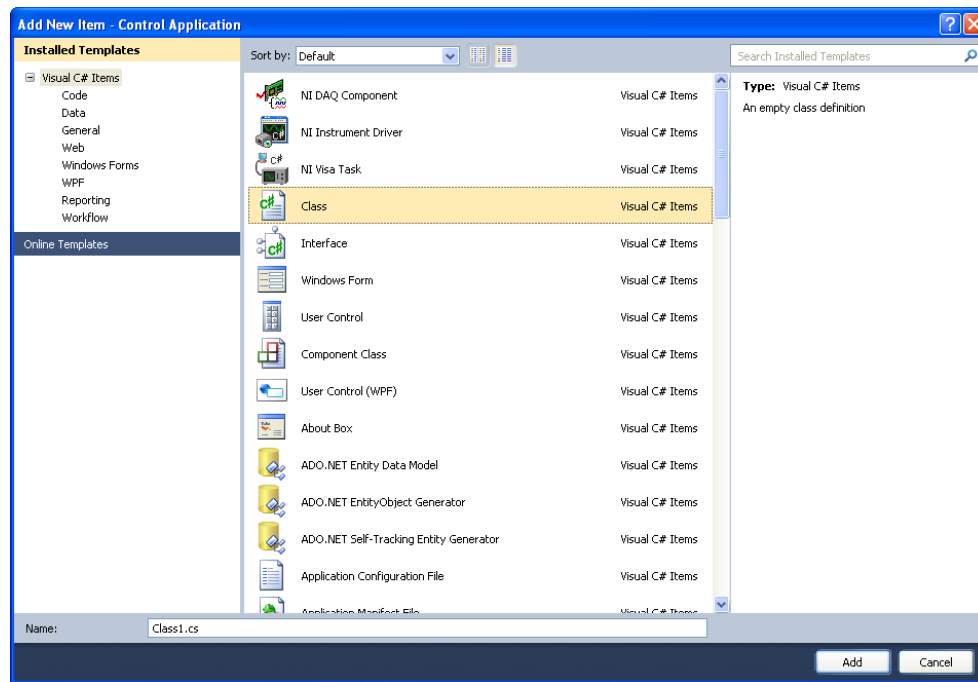 Add New Item - Control Application
Installed Templates
Visual C# Items
Code
Data
General
Web
Windows Forms
WPF
Reporting
Workflow
Online Templates
Sort by: Default
Search Installed Templates
NI DAQ Component Visual C# Items
NI Instrument Driver Visual C# Items
NI Visa Task Visual C# Items
Class Visual C# Items
Interface Visual C# Items
Windows Form Visual C# Items
User Control Visual C# Items
Component Class Visual C# Items
User Control (WPF) Visual C# Items
About Box Visual C# Items
ADO.NET Entity Data Model Visual C# Items
ADO.NET EntityObject Generator Visual C# Items
ADO.NET Self-Tracking Entity Generator Visual C# Items
Application Configuration File Visual C# Items
Application Manifest File Visual C# Items
Type: Visual C# Items
An empty class definition
Name: Class1.cs
Add Cancel